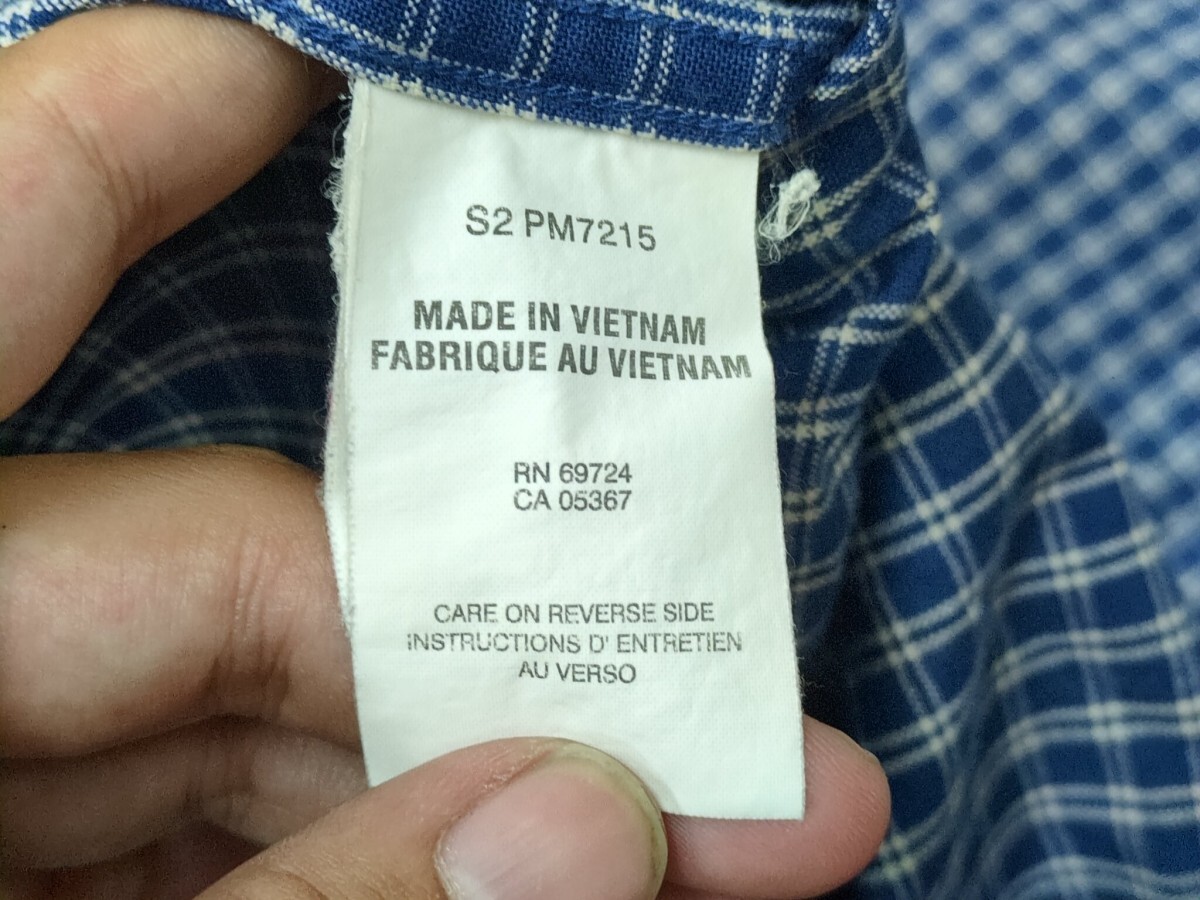 S2 PM7215
MADE IN VIETNAM
FABRIQUE AU VIETNAM
RN 69724
CA 05367
CARE ON REVERSE SIDE
INSTRUCTIONS D' ENTRETIEN
AU VERSO